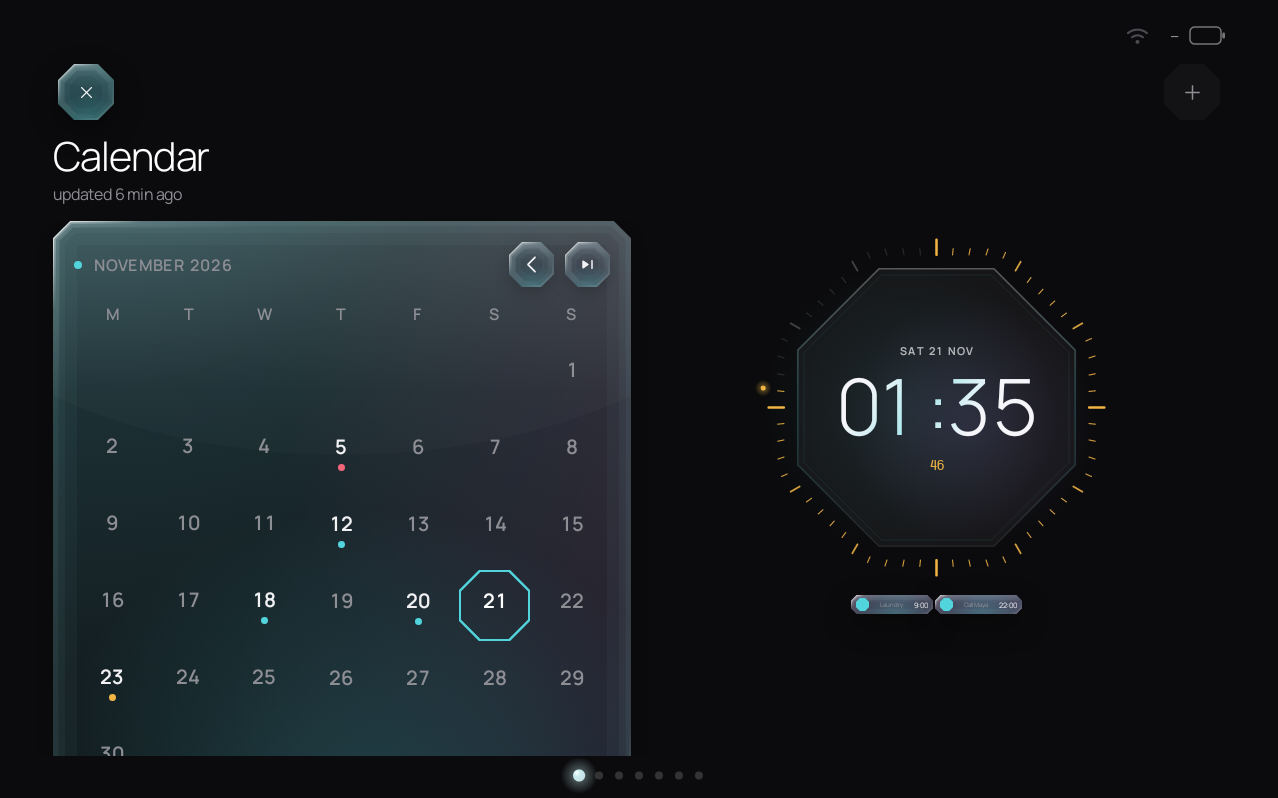 Calendar
updated 6 min ago
NOVEMBER 2026
M T W T F S S
1
2 3 4 5 6 7 8
9 10 11 12 13 14 15
16 17 18 19 20 21 22
23 24 25 26 27 28 29
30
SAT 21 NOV
01:35
46
Laundry 9:00
22:00